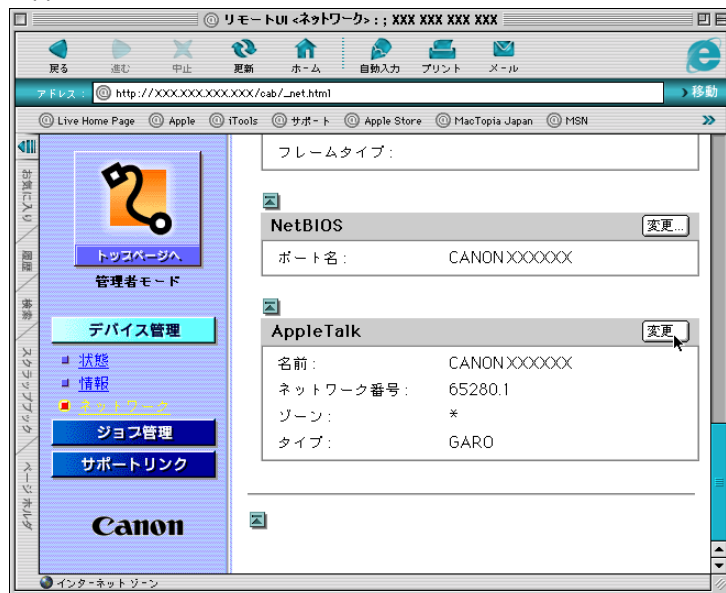 リモートUI <ネットワーク> : ; XXX XXX XXX XXX
戻る 進む 中止 更新 ホーム 自動入力 プリント メール
アドレス : http://XXX.XXX.XXX.XXX/cab/_net.html 移動
Live Home Page Apple iTools サポート Apple Store MacTopia Japan MSN
お気に入り
履歴
検索
スクラップブック
ページ ホルダ
トップページへ
管理者モード
デバイス管理
状態
情報
ネットワーク
ジョブ管理
サポートリンク
Canon
フレームタイプ :
NetBIOS 変更...
ポート名 : CANONXXXXXX
AppleTalk 変更...
名前 : CANONXXXXXX
ネットワーク番号 : 65280.1
ゾーン : *
タイプ : GARO
インターネット ゾーン